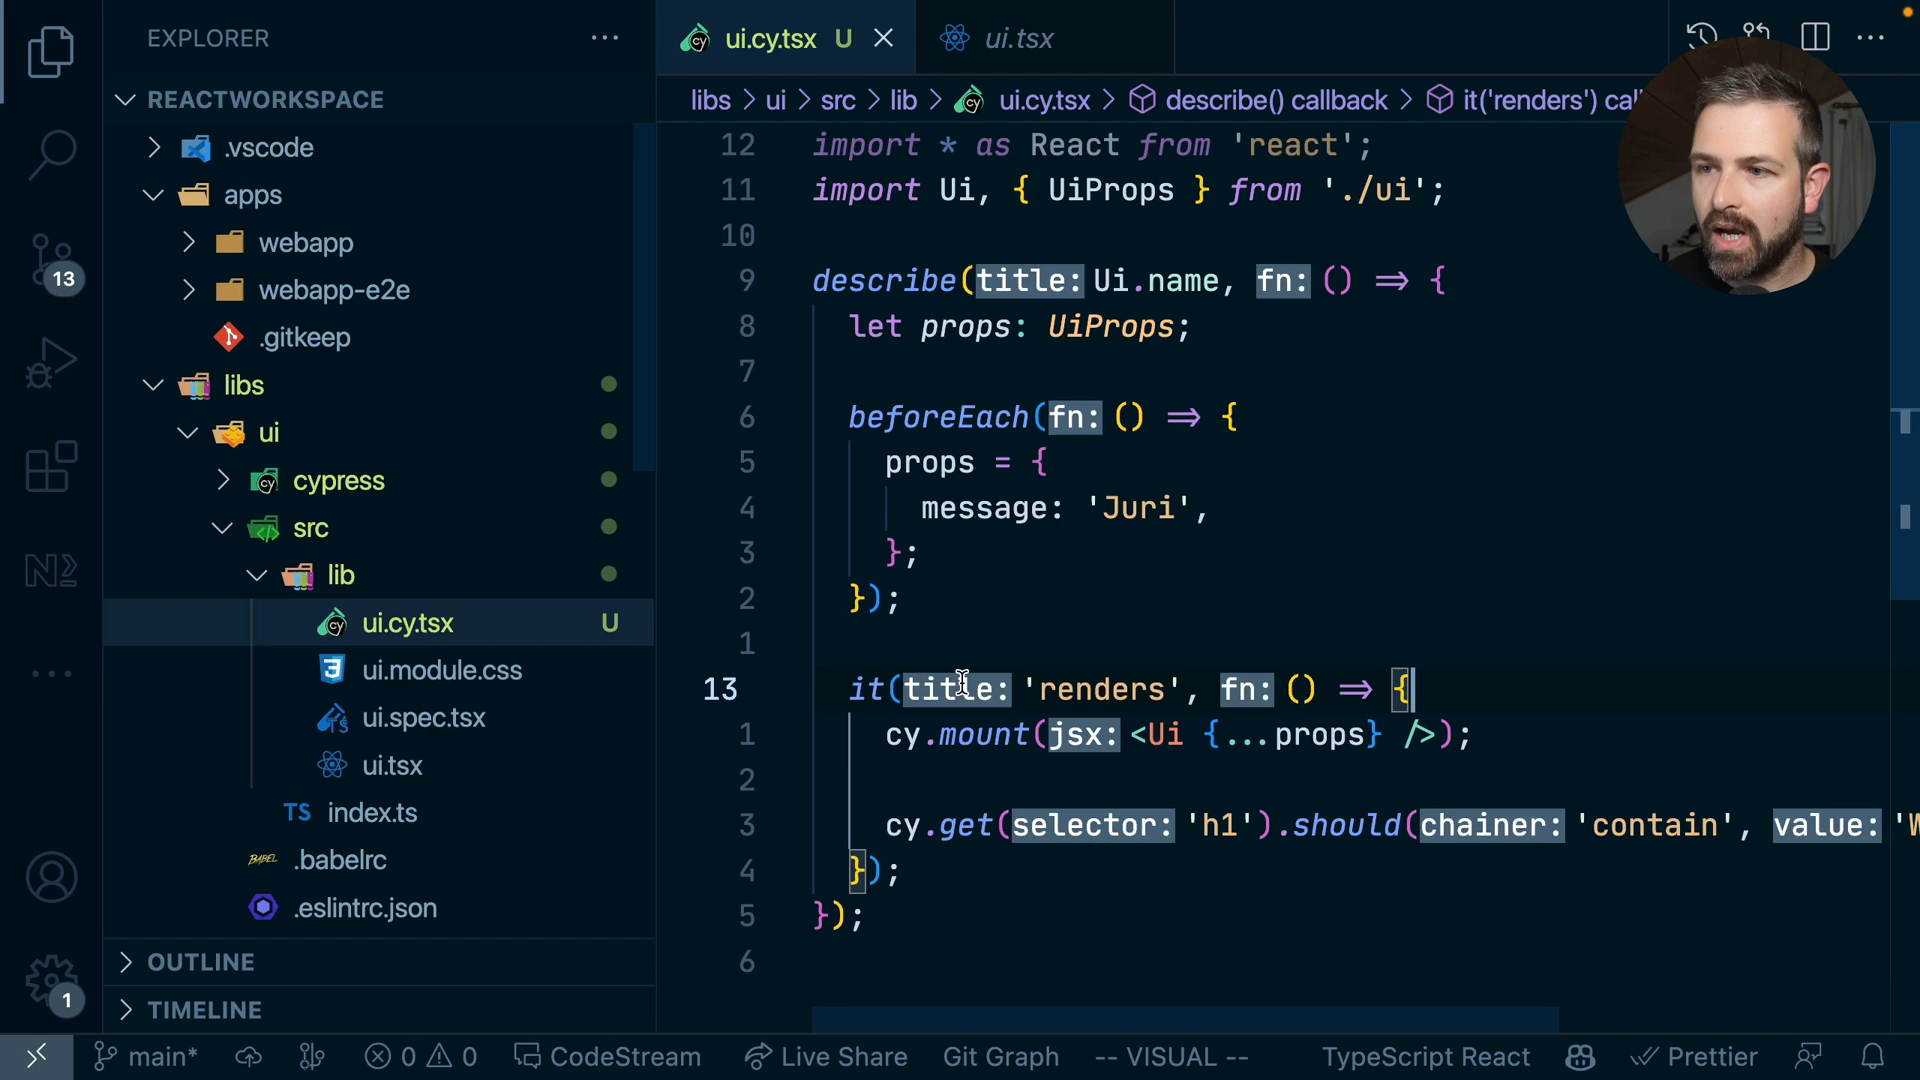 EXPLORER
REACTWORKSPACE
.vscode
apps
webapp
webapp-e2e
.gitkeep
libs
ui
cypress
src
lib
ui.cy.tsx U
ui.module.css
ui.spec.tsx
ui.tsx
TS index.ts
BABEL .babelrc
.eslintrc.json
OUTLINE
TIMELINE
13
1
ui.cy.tsx U
ui.tsx
libs > ui > src > lib > ui.cy.tsx > describe() callback > it('renders')
12 import * as React from 'react';
11 import Ui, { UiProps } from './ui';
10
9 describe(title: Ui.name, fn: () => {
8 let props: UiProps;
7
6 beforeEach(fn: () => {
5 props = {
4 message: 'Juri',
3 };
2 });
1
13 it(title: 'renders', fn: () => {
1 cy.mount(jsx: <Ui {...props} />);
2
3 cy.get(selector: 'h1').should(chainer: 'contain', value:
4 });
5 });
6
main* 0 0 CodeStream Live Share Git Graph -- VISUAL -- TypeScript React Prettier